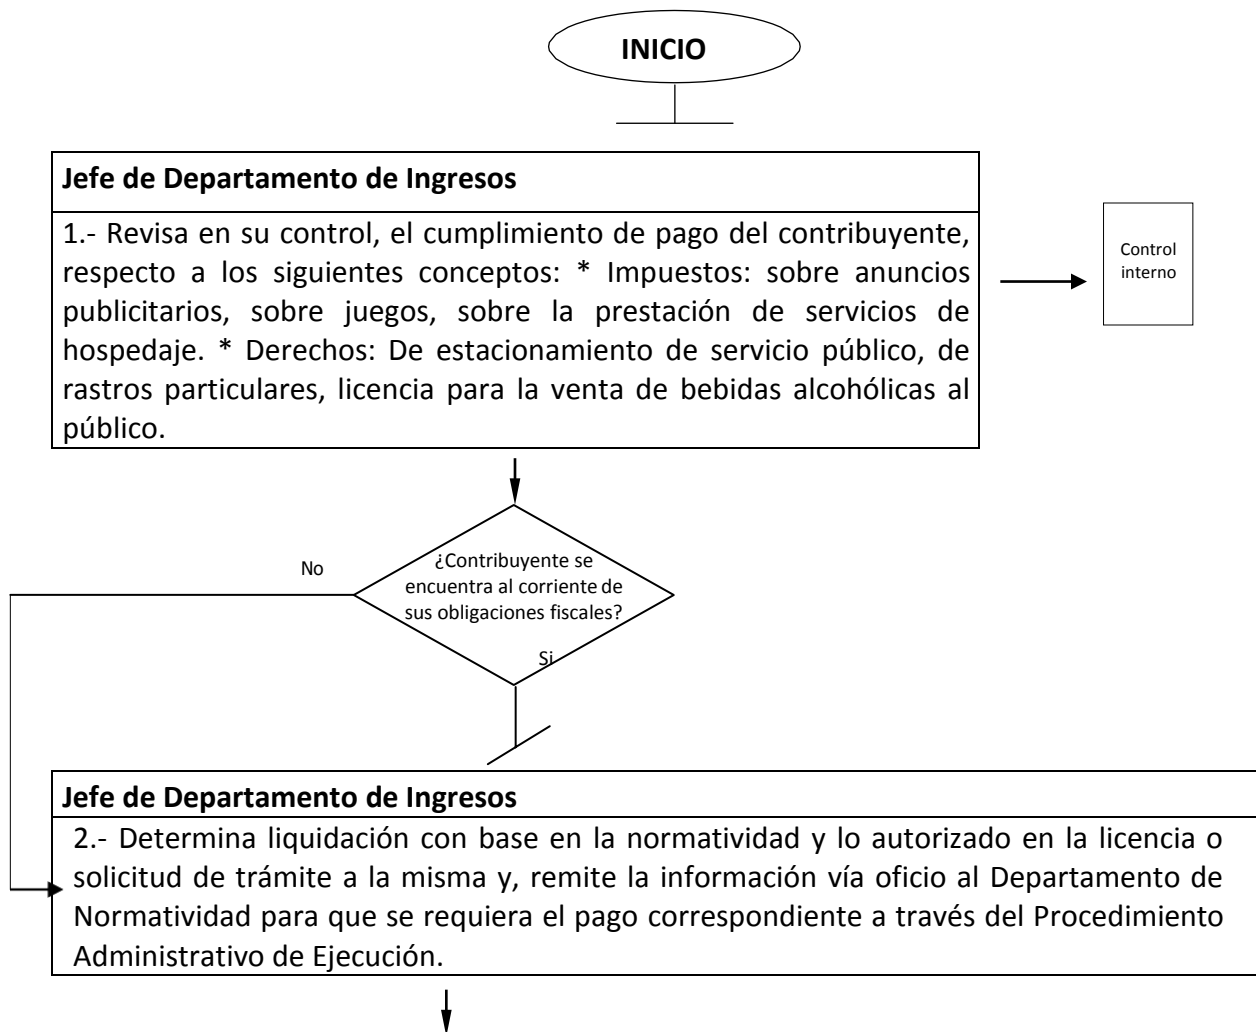 INICIO
Jefe de Departamento de Ingresos
1.- Revisa en su control, el cumplimiento de pago del contribuyente,
respecto a los siguientes conceptos: * Impuestos: sobre anuncios
publicitarios, sobre juegos, sobre la prestación de servicios de
hospedaje. * Derechos: De estacionamiento de servicio público, de
rastros particulares, licencia para la venta de bebidas alcohólicas al
público.
Control
interno
¿Contribuyente se
encuentra al corriente de
sus obligaciones fiscales?
No
Si
Jefe de Departamento de Ingresos
2.- Determina liquidación con base en la normatividad y lo autorizado en la licencia o
solicitud de trámite a la misma y, remite la información vía oficio al Departamento de
Normatividad para que se requiera el pago correspondiente a través del Procedimiento
Administrativo de Ejecución.